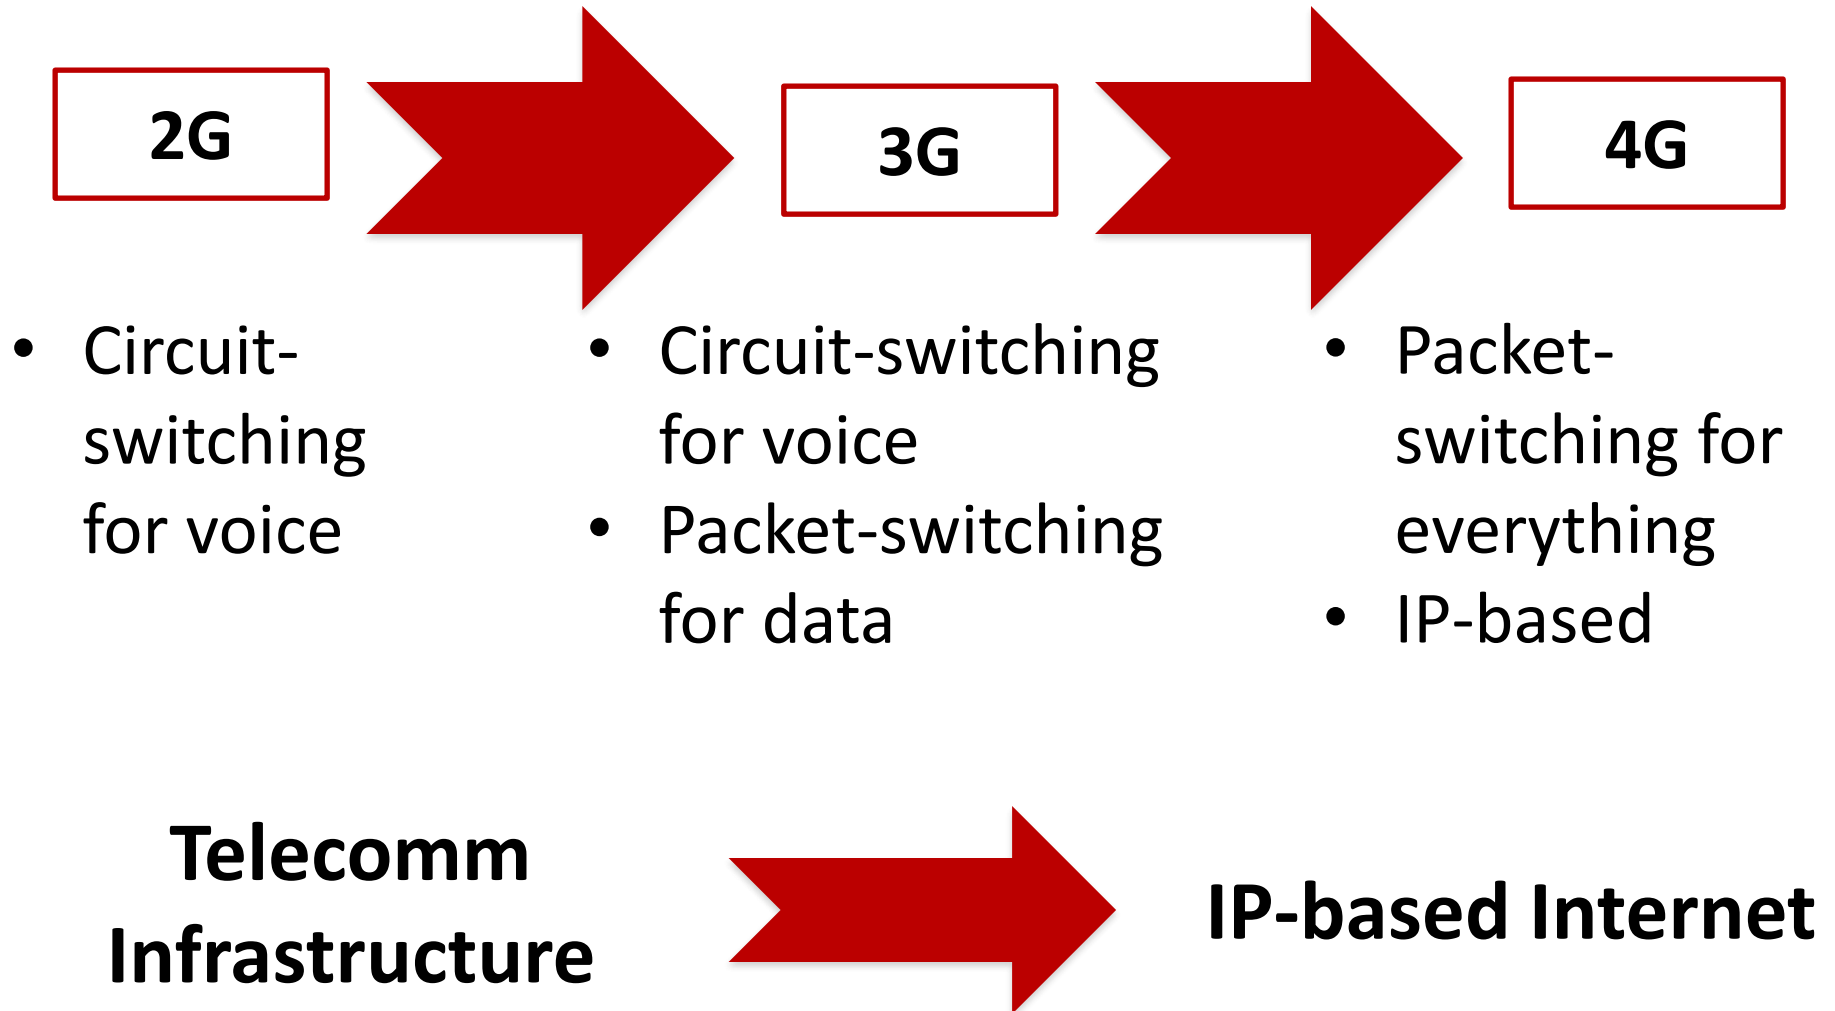 2G
3G
4G
• Circuit-
switching
for voice
• Circuit-switching
for voice
• Packet-switching
for data
• Packet-
switching for
everything
• IP-based
Telecomm
Infrastructure
IP-based Internet